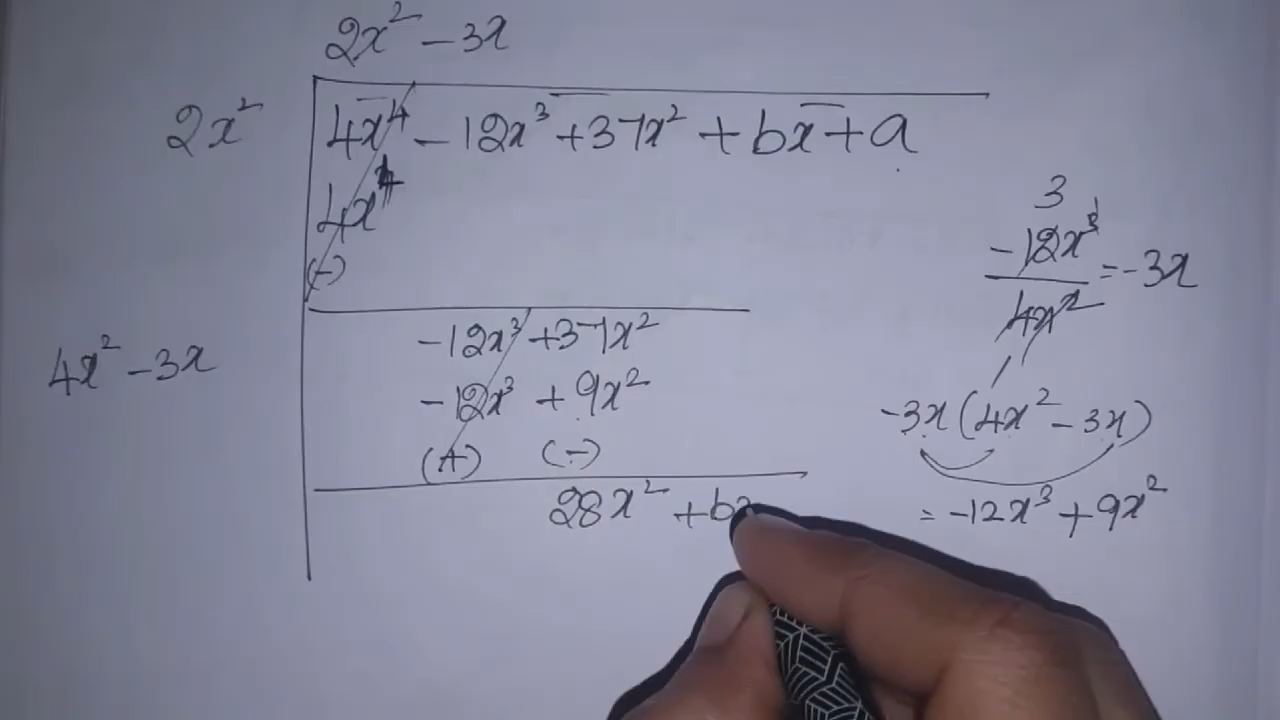 2x² - 3x
2x² 4x⁴ - 12x³ + 37x² + bx + a
4x⁴
(-)
4x² - 3x -12x³ + 37x²
-12x³ + 9x²
(+) (-)
28x² + bx
3
-12x³ = -3x
4x²
-3x(4x² - 3x)
= -12x³ + 9x²